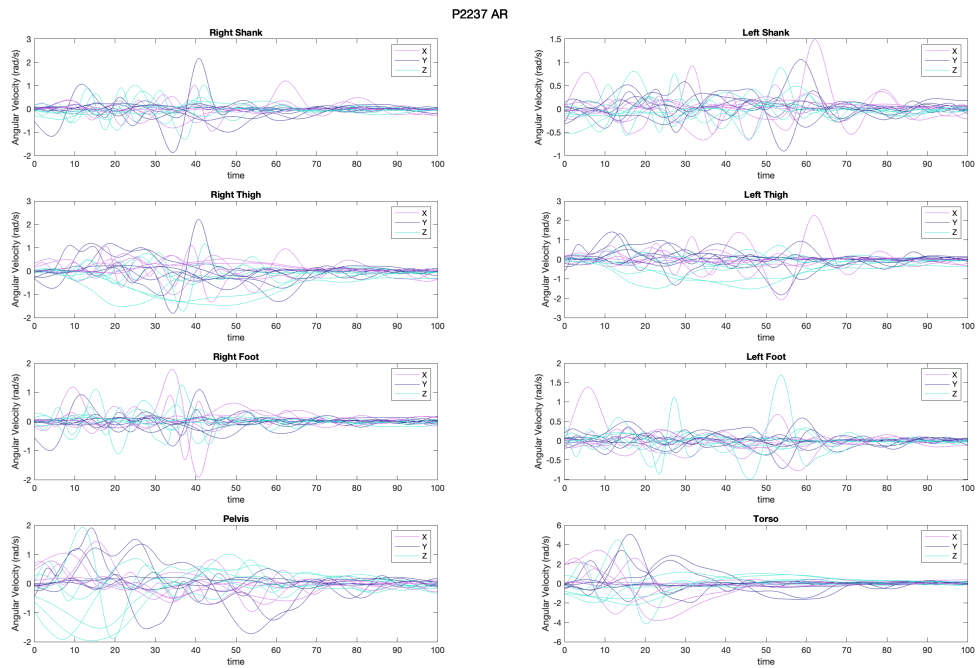 P2237 AR
Right Shank
3
2
1
0
-1
-2
Angular Velocity (rad/s)
0 10 20 30 40 50 60 70 80 90 100
time
X
Y
Z
Left Shank
1.5
1
0.5
0
-0.5
-1
Angular Velocity (rad/s)
0 10 20 30 40 50 60 70 80 90 100
time
X
Y
Z
Right Thigh
3
2
1
0
-1
-2
Angular Velocity (rad/s)
0 10 20 30 40 50 60 70 80 90 100
time
X
Y
Z
Left Thigh
3
2
1
0
-1
-2
-3
Angular Velocity (rad/s)
0 10 20 30 40 50 60 70 80 90 100
time
X
Y
Z
Right Foot
2
1
0
-1
-2
Angular Velocity (rad/s)
0 10 20 30 40 50 60 70 80 90 100
time
X
Y
Z
Left Foot
2
1.5
1
0.5
0
-0.5
-1
Angular Velocity (rad/s)
0 10 20 30 40 50 60 70 80 90 100
time
X
Y
Z
Pelvis
2
1
0
-1
-2
Angular Velocity (rad/s)
0 10 20 30 40 50 60 70 80 90 100
time
X
Y
Z
Torso
6
4
2
0
-2
-4
-6
Angular Velocity (rad/s)
0 10 20 30 40 50 60 70 80 90 100
time
X
Y
Z